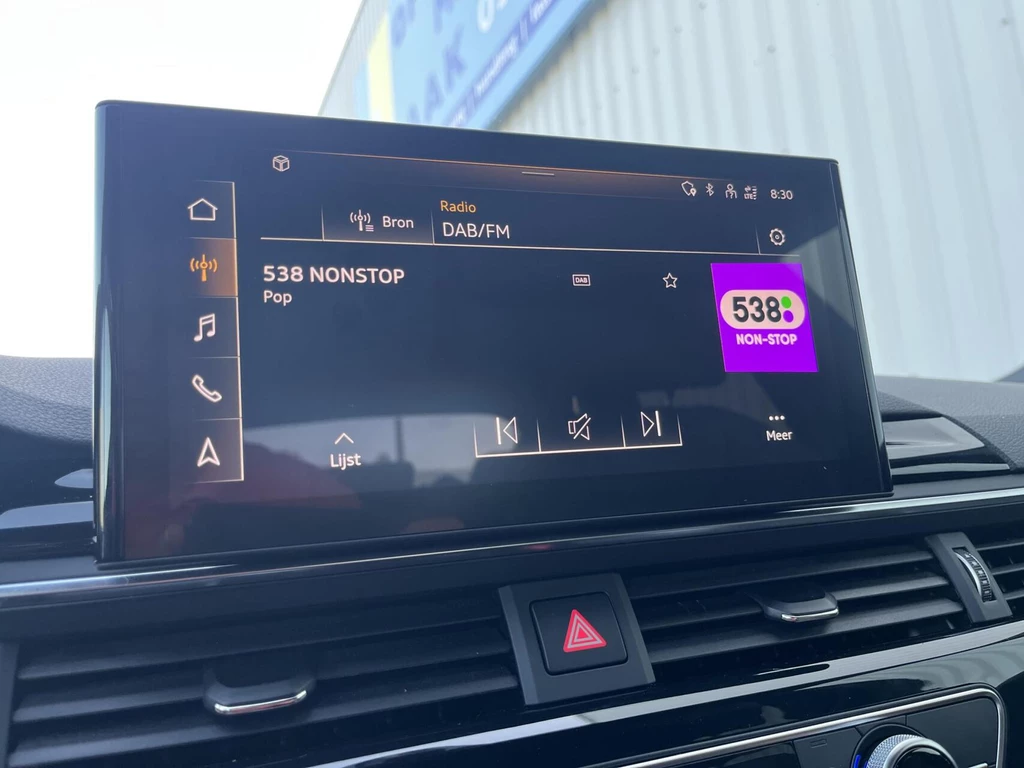 8:30
Radio
Bron
DAB/FM
538 NONSTOP
Pop
DAB
538
NON-STOP
Lijst
Meer